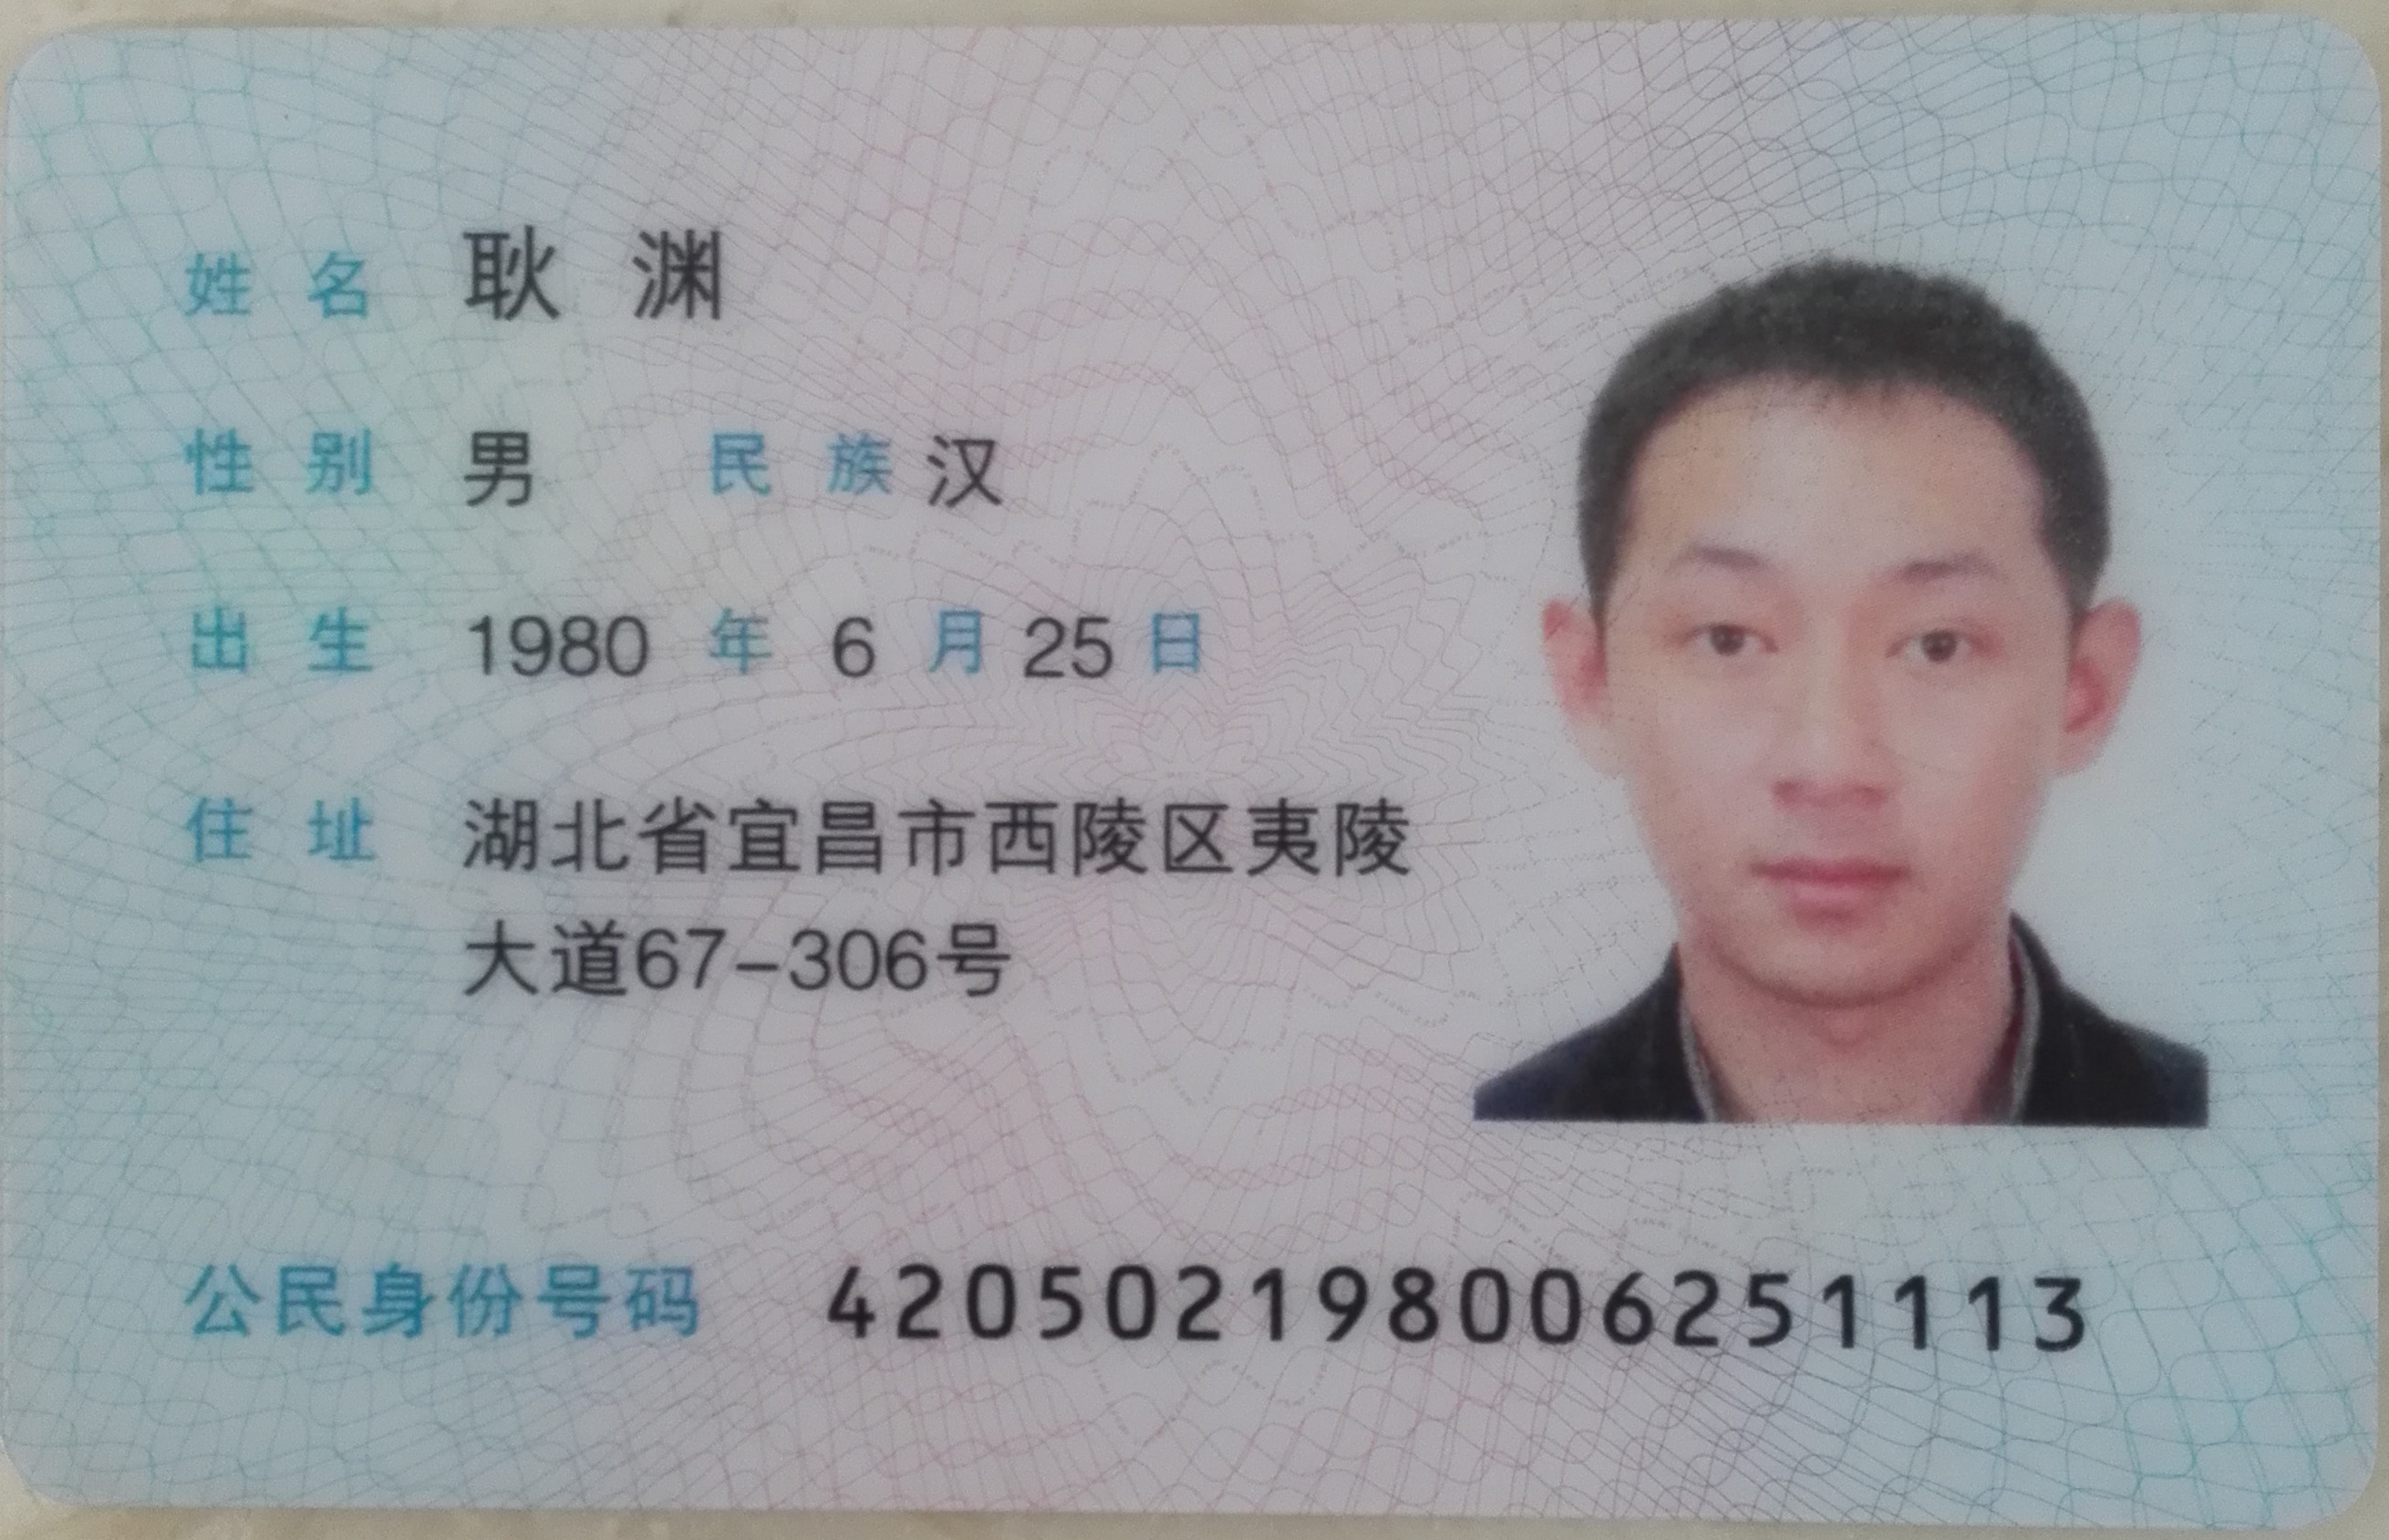 姓名 耿渊
性别 男 民族 汉
出生 1980 年 6 月 25 日
住址 湖北省宜昌市西陵区夷陵
大道67-306号
公民身份号码 420502198006251113